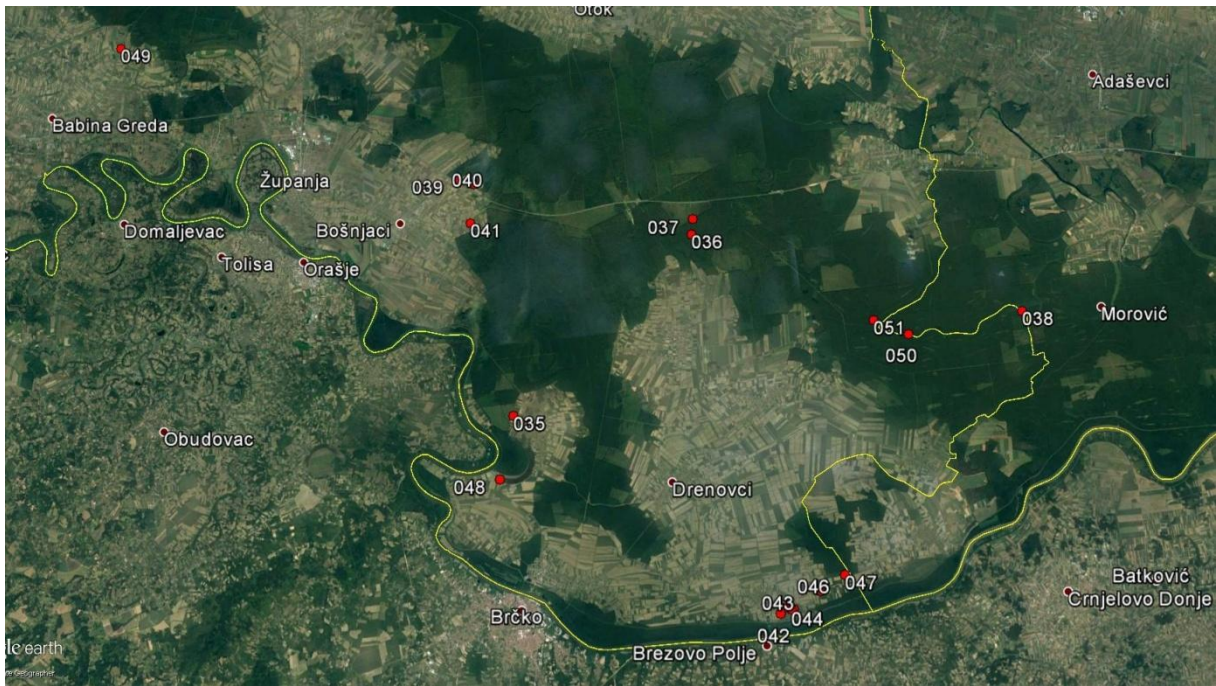 Otok
049
Adaševci
Babina Greda
Županja
039
040
Bošnjaci
041
037
036
Domaljevac
Tolisa
Orašje
051
050
038
Morović
035
Obudovac
048
Drenovci
046
047
043
044
042
Brčko
Brezovo Polje
Batković
Crnjelovo Donje
earth